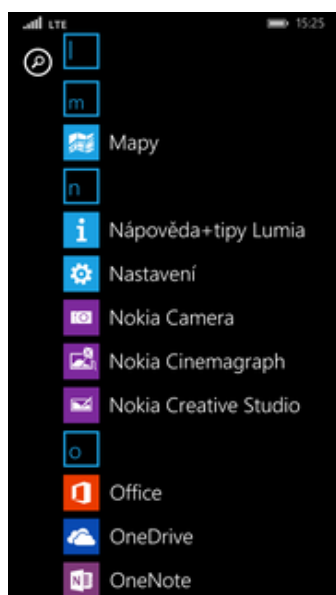 LTE 15:25
l
m
Mapy
n
Nápověda+tipy Lumia
Nastavení
Nokia Camera
Nokia Cinemagraph
Nokia Creative Studio
o
Office
OneDrive
OneNote